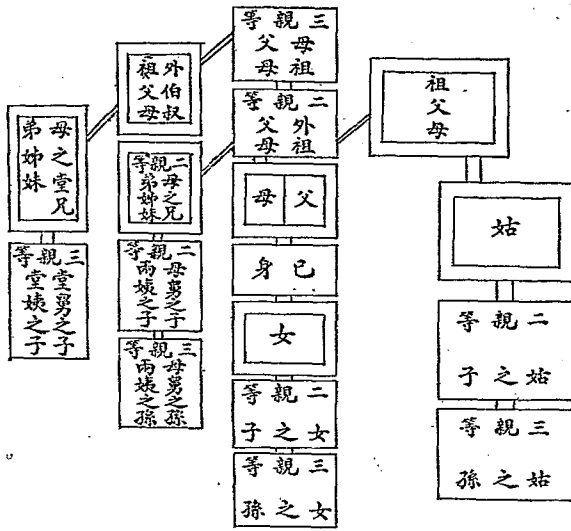 祖父母
姑
二親等
姑之子
三親等
姑之孫
三親等
母祖
父母
二親等
外祖
父母
父
母
已身
女
二親等
女之子
三親等
女之孫
外伯叔
祖父母
二親等
母之兄
弟姊妹
二親等
母舅之子
兩姨之子
三親等
母舅之孫
兩姨之孫
母之堂兄
弟姊妹
三親等
堂舅之子
堂姨之子